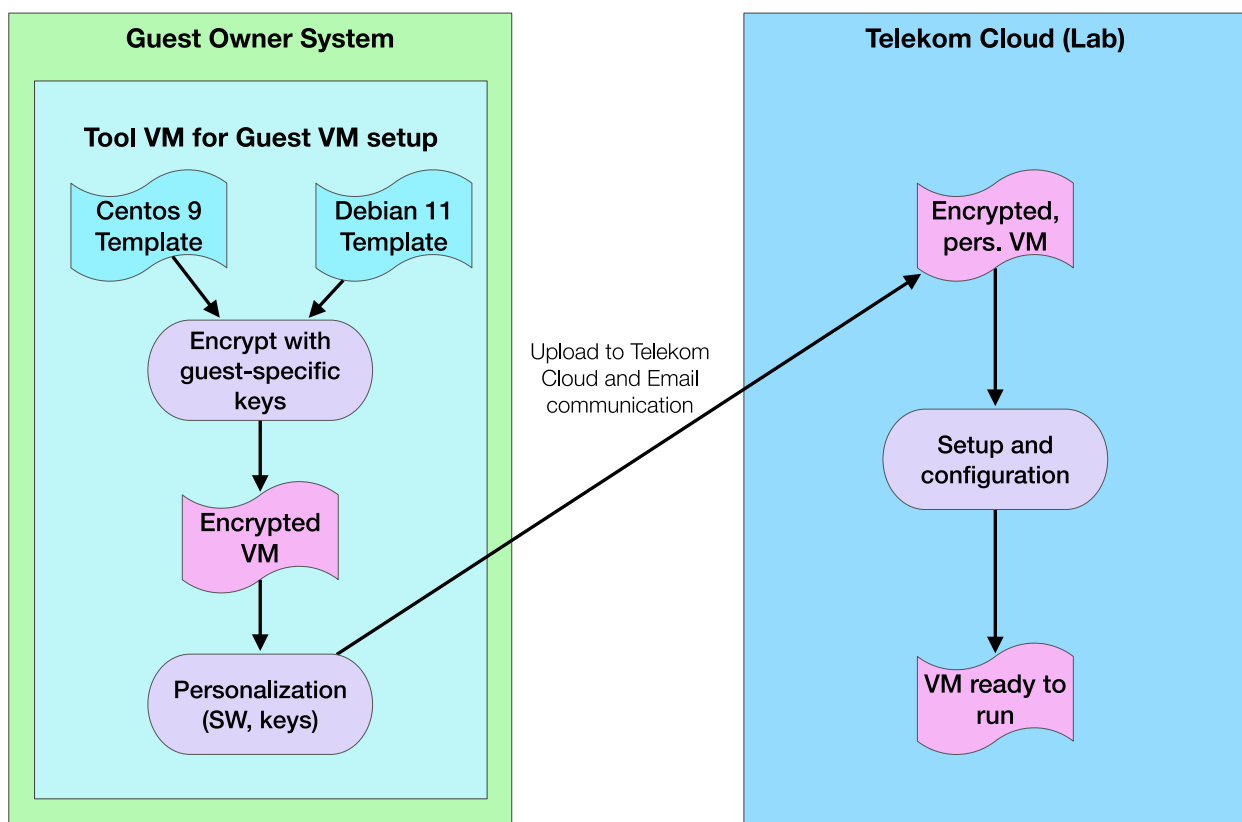 Guest Owner System
Tool VM for Guest VM setup
Centos 9
Template
Debian 11
Template
Encrypt with
guest-specific
keys
Encrypted
VM
Personalization
(SW, keys)
Upload to Telekom
Cloud and Email
communication
Telekom Cloud (Lab)
Encrypted,
pers. VM
Setup and
configuration
VM ready to
run